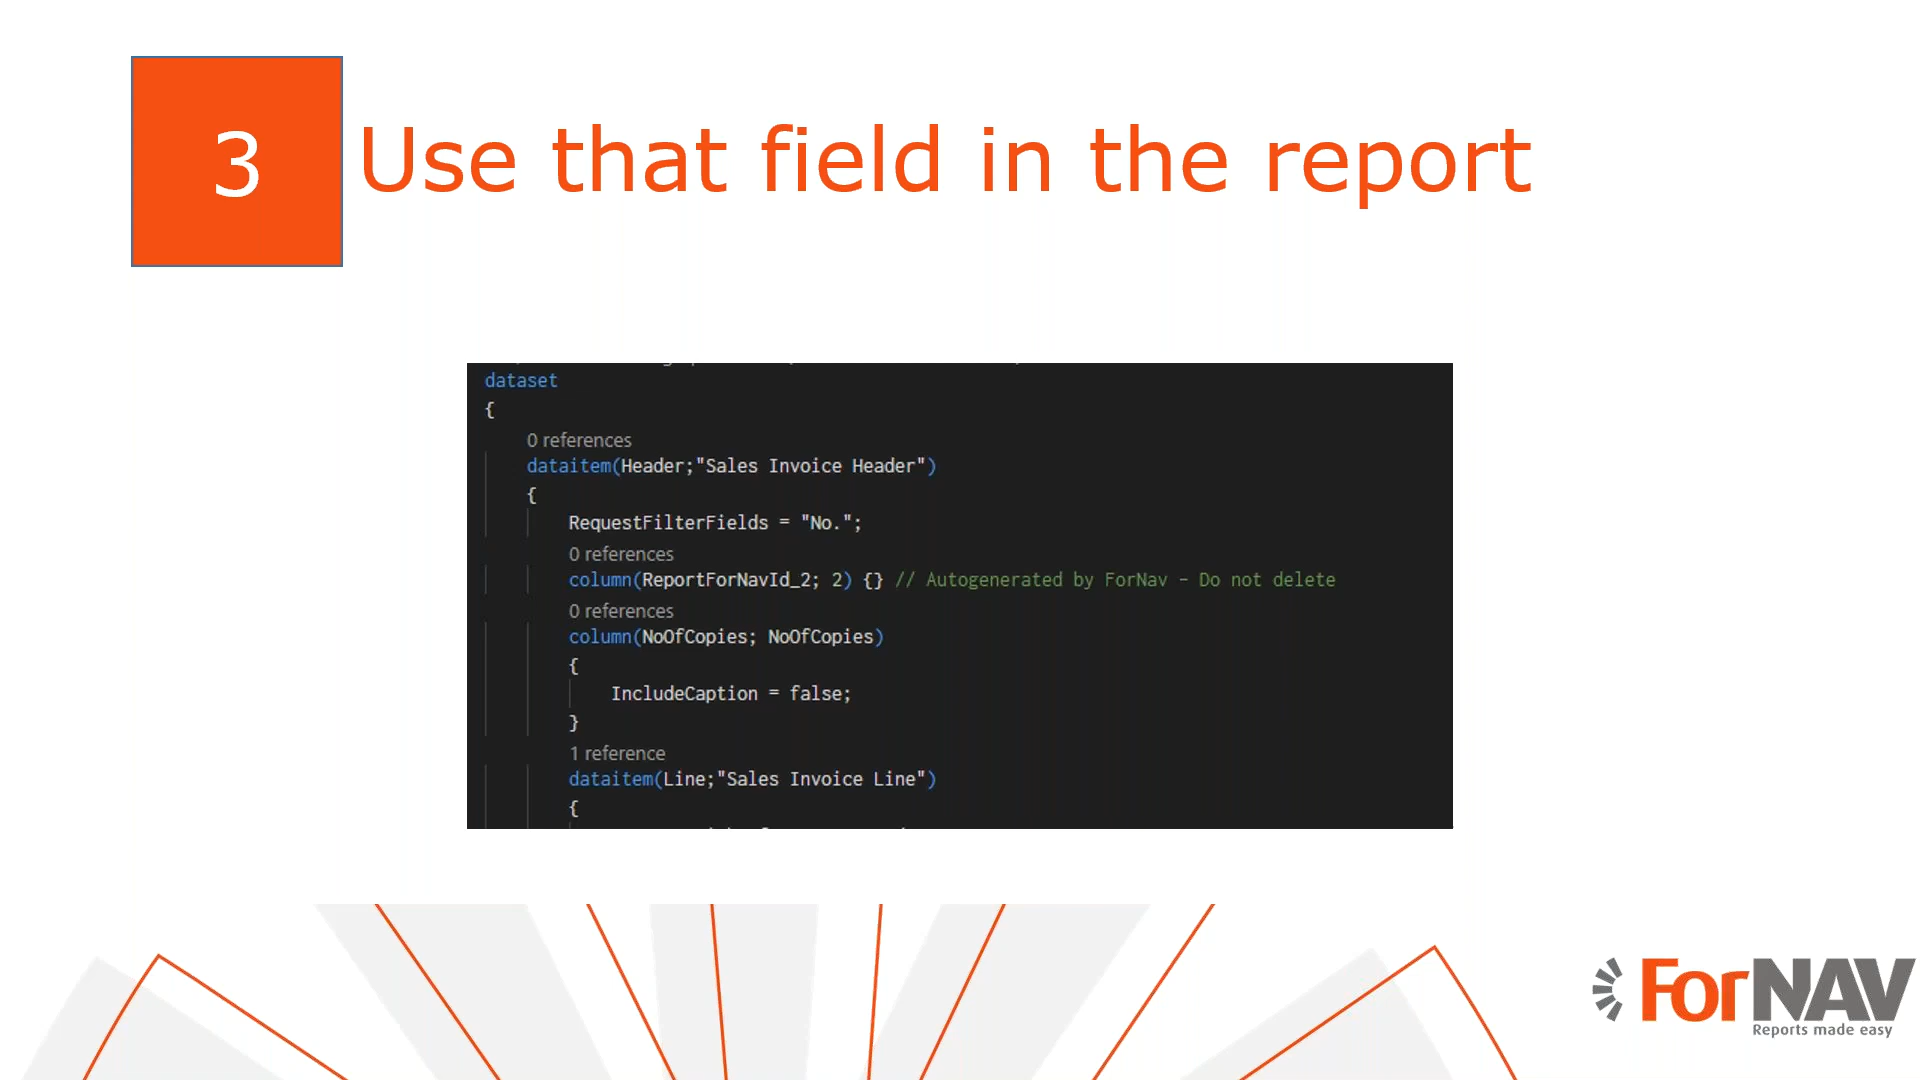 3
Use that field in the report
dataset
{
0 references
dataitem(Header;"Sales Invoice Header")
{
RequestFilterFields = "No.";
0 references
column(ReportForNavId_2; 2) {} // Autogenerated by ForNav - Do not delete
0 references
column(NoOfCopies; NoOfCopies)
{
IncludeCaption = false;
}
1 reference
dataitem(Line;"Sales Invoice Line")
{
ForNAV
Reports made easy